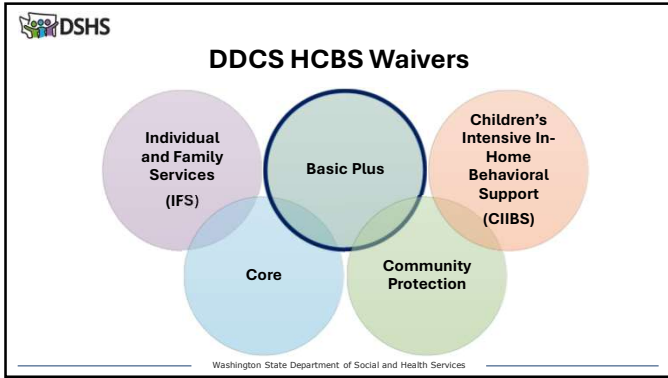 DSHS
DDCS HCBS Waivers
Individual
and Family
Services
(IFS)
Basic Plus
Children's
Intensive In-
Home
Behavioral
Support
(CIIBS)
Core
Community
Protection
Washington State Department of Social and Health Services